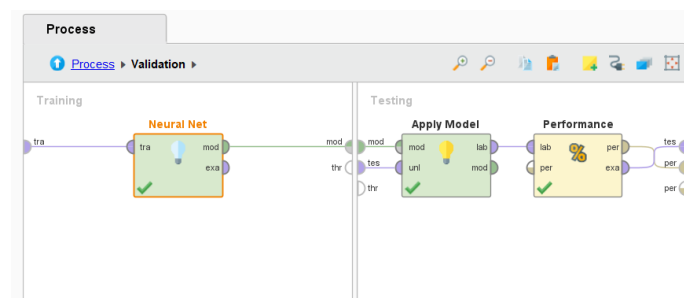 Process
Process ▸ Validation ▸
Training
Testing
Neural Net
Apply Model
Performance
tra
tra
mod
exa
mod
thr
mod
tes
thr
mod
unl
lab
mod
lab
per
per
exa
tes
per
per